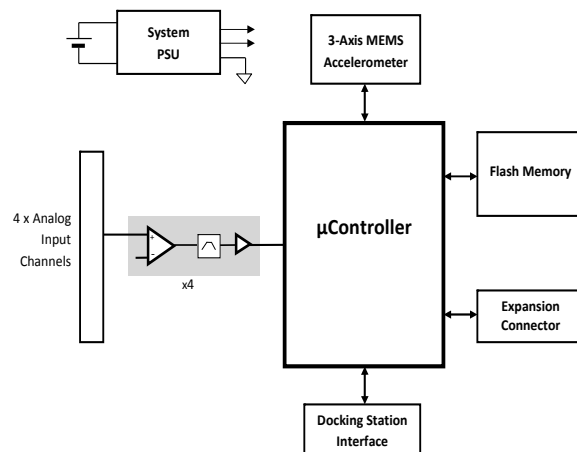 System
PSU
3-Axis MEMS
Accelerometer
Flash Memory
4 x Analog
Input
Channels
+
−
x4
µController
Expansion
Connector
Docking Station
Interface